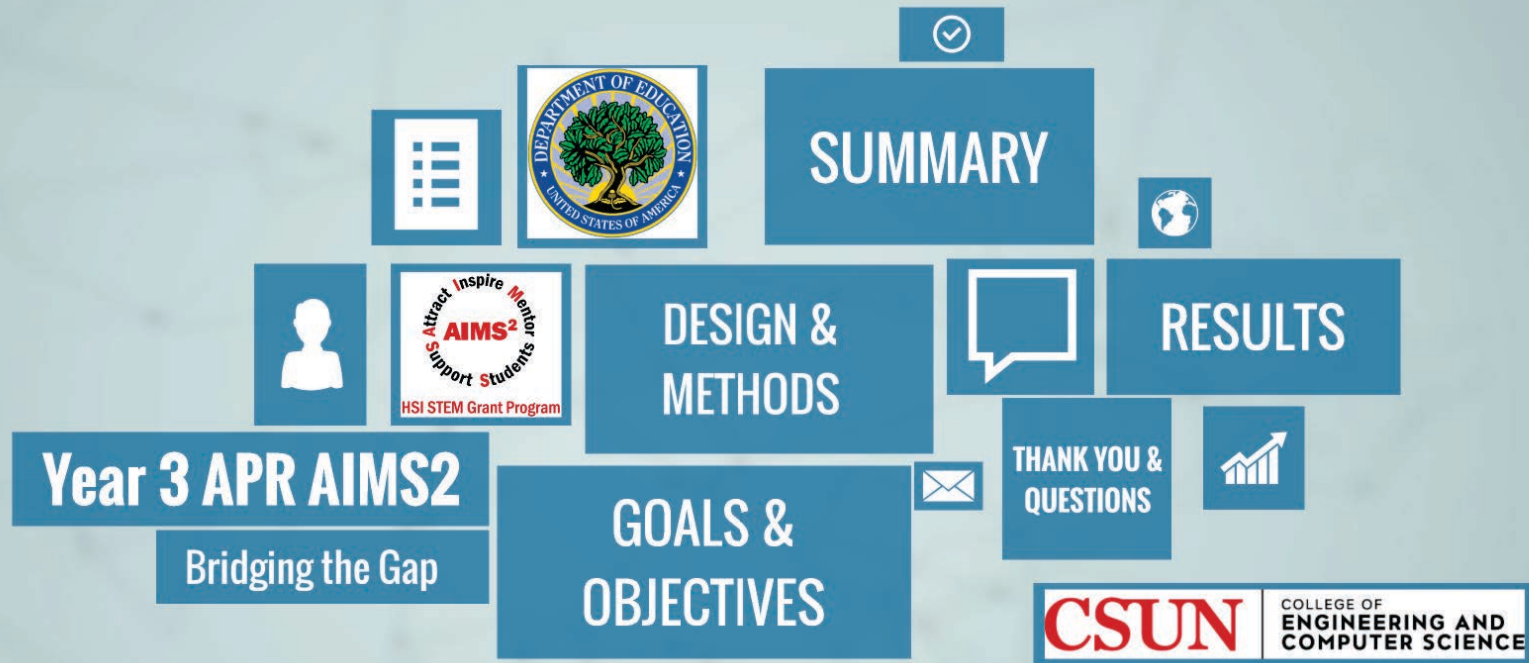 DEPARTMENT OF EDUCATION
UNITED STATES OF AMERICA
SUMMARY
Attract Inspire Mentor
AIMS²
Support Students
HSI STEM Grant Program
DESIGN &
METHODS
RESULTS
Year 3 APR AIMS2
Bridging the Gap
GOALS &
OBJECTIVES
THANK YOU &
QUESTIONS
CSUN
COLLEGE OF
ENGINEERING AND
COMPUTER SCIENCE